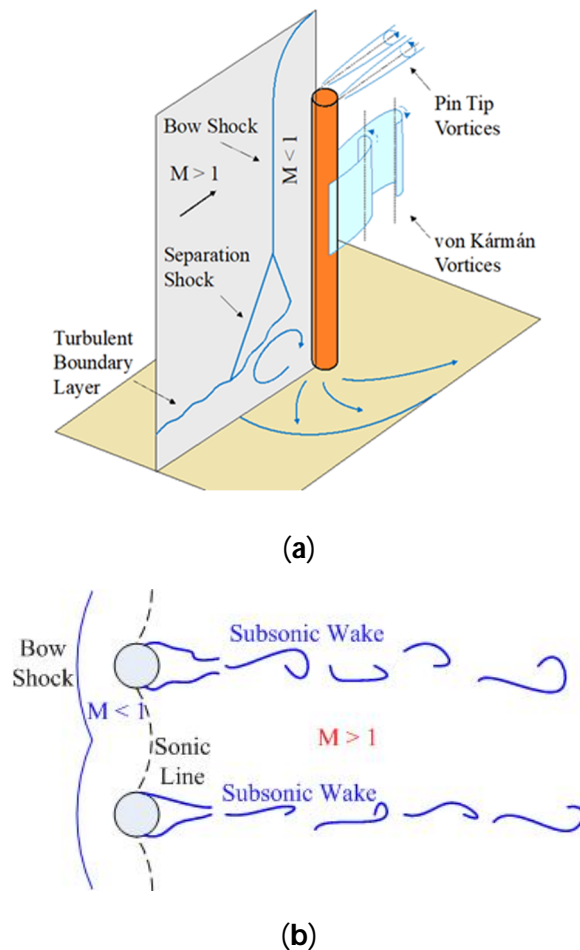 Bow Shock
M > 1
M < 1
Pin Tip
Vortices
Separation
Shock
von Kármán
Vortices
Turbulent
Boundary
Layer
(a)
Bow
Shock
Subsonic Wake
M < 1
Sonic
Line
M > 1
Subsonic Wake
(b)